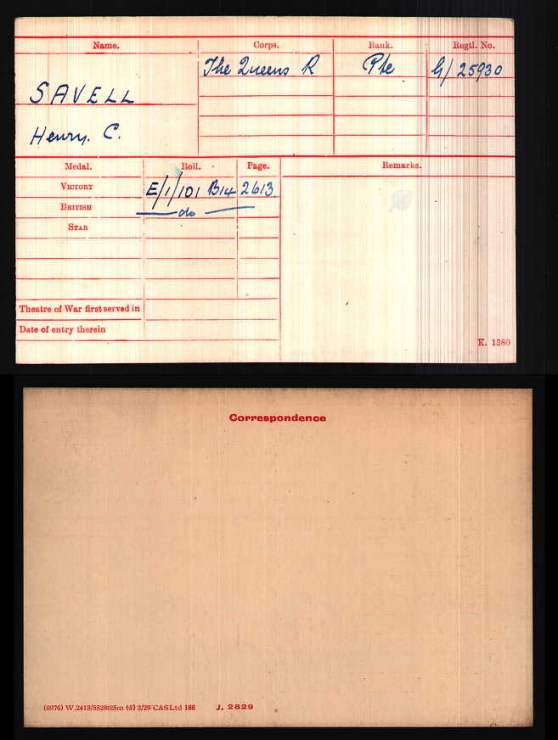 Name. Corps. Rank. Regtl. No.
SAVELL The Queens R Pte G/25930
Henry. C.
Medal. Roll. Page. Remarks.
VICTORY E/1/101 B14 2613
BRITISH do
STAR
Theatre of War first served in
Date of entry therein
K. 1380
Correspondence
J. 2829